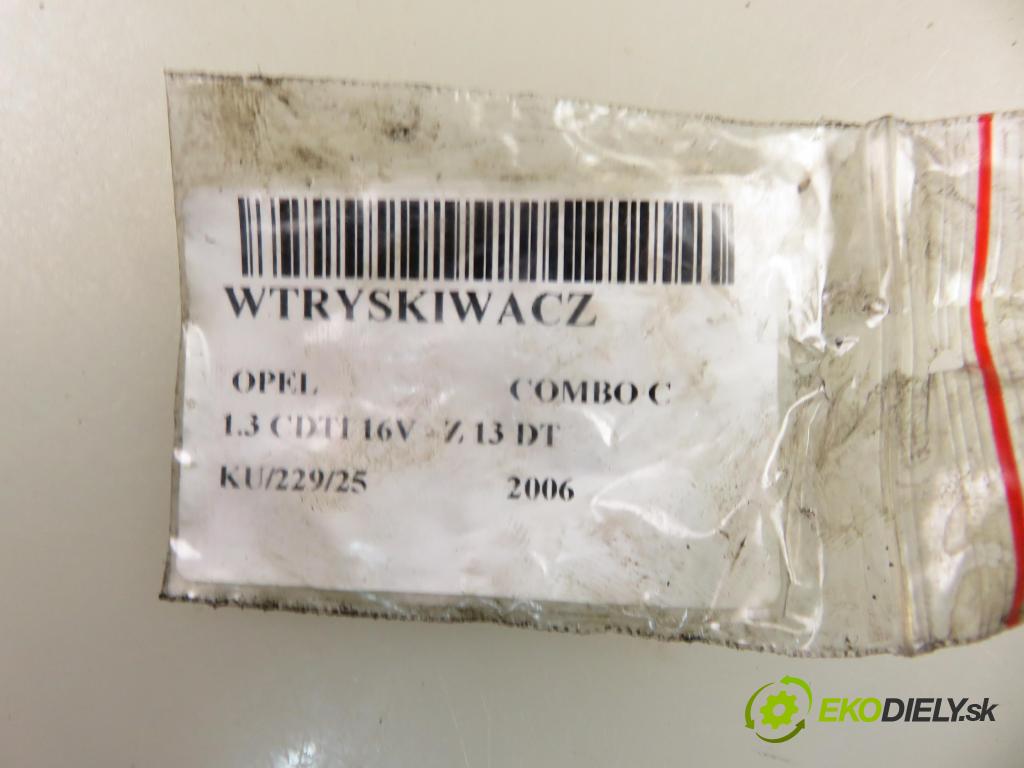 WTRYSKIWACZ
OPEL COMBO C
1.3 CDTI 16V - Z 13 DT
KU/229/25 2006
EKODIELY.sk